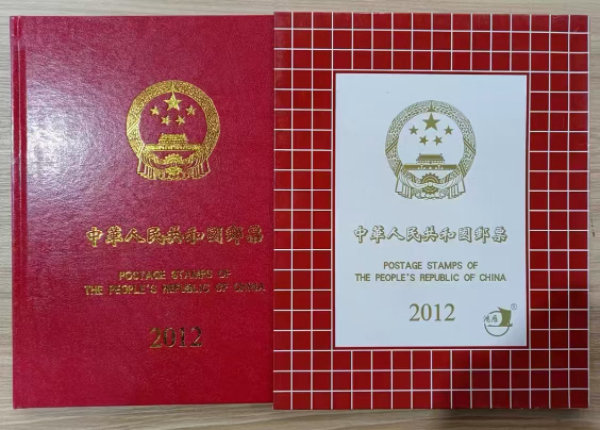 中華人民共和國郵票
POSTAGE STAMPS OF
THE PEOPLE'S REPUBLIC OF CHINA
2012
中華人民共和國郵票
POSTAGE STAMPS OF
THE PEOPLE'S REPUBLIC OF CHINA
2012
®